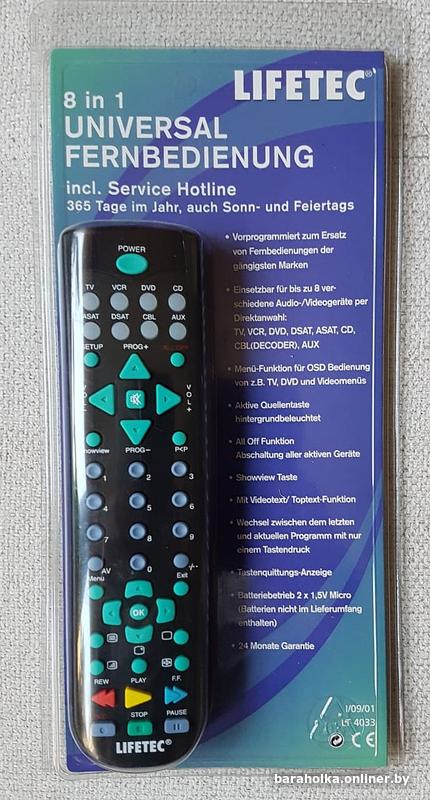 LIFETEC®
8 in 1
UNIVERSAL
FERNBEDIENUNG
incl. Service Hotline
365 Tage im Jahr, auch Sonn- und Feiertags
• Vorprogrammiert zum Ersatz
von Fernbedienungen der
gängigsten Marken
• Einsetzbar für bis zu 8 ver-
schiedene Audio-/Videogeräte per
Direktanwahl:
TV, VCR, DVD, DSAT, ASAT, CD,
CBL(DECODER), AUX
• Menü-Funktion für OSD Bedienung
von z.B. TV, DVD und Videomenüs
• Aktive Quellentaste
hintergrundbeleuchtet
• All Off Funktion
Abschaltung aller aktiven Geräte
• Showview Taste
• Mit Videotext/ Toptext-Funktion
• Wechsel zwischen dem letzten
und aktuellen Programm mit nur
einem Tastendruck
• Tastenquittungs-Anzeige
• Batteriebetrieb 2 x 1,5V Micro
(Batterien nicht im Lieferumfang
enthalten)
• 24 Monate Garantie
POWER
TV VCR DVD CD
ASAT DSAT CBL AUX
SETUP PROG+ ALL OFF
VOL+
PROG− P<P
1 2 3
4 5 6
7 8 9
AV 0 -/--
Menu Exit
OK
REW PLAY F.F.
STOP PAUSE
LIFETEC®
/09/01
4033
CE
baraholka.onliner.by